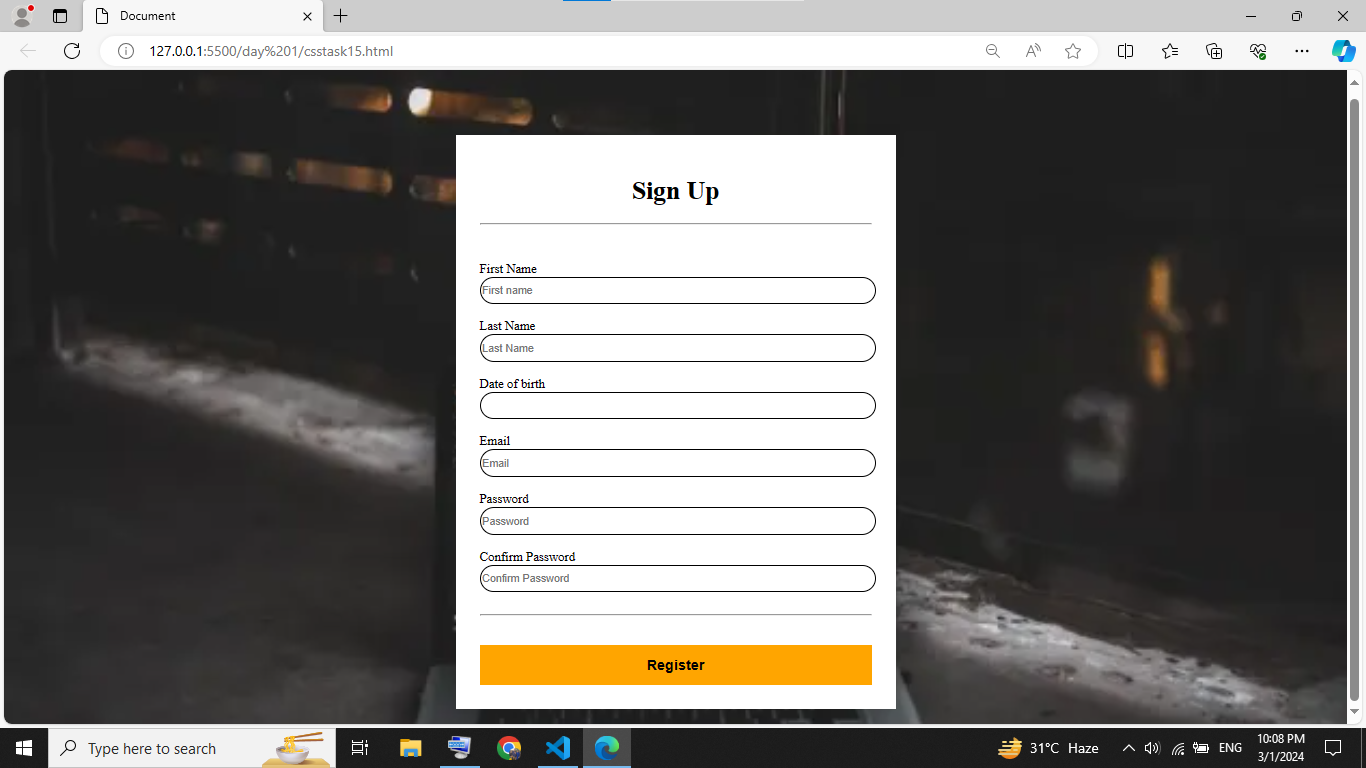 Document
127.0.0.1:5500/day%201/csstask15.html
Sign Up
First Name
First name
Last Name
Last Name
Date of birth
Email
Email
Password
Password
Confirm Password
Confirm Password
Register
Type here to search
31°C Haze
ENG
10:08 PM
3/1/2024